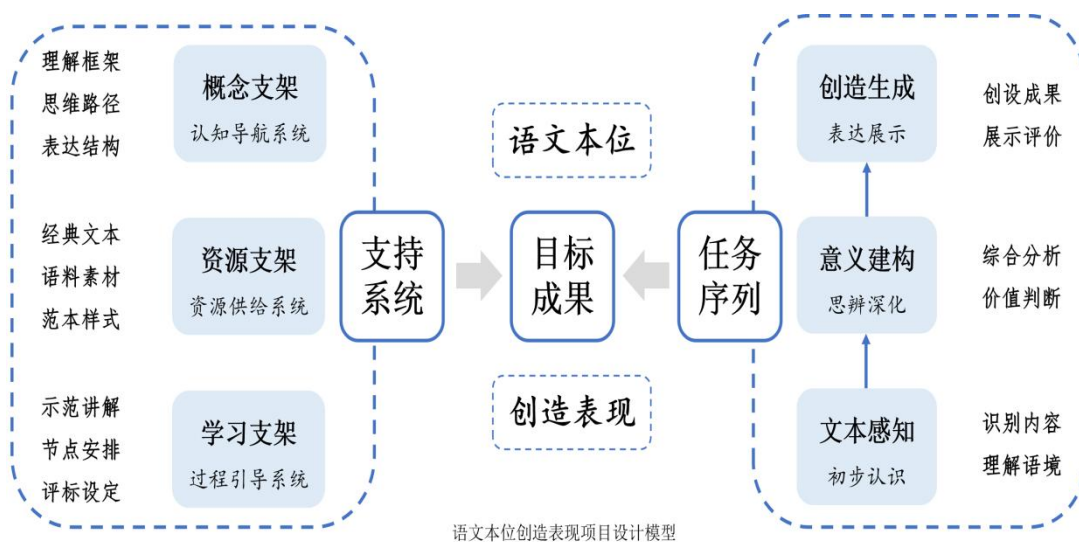 理解框架
思维路径
表达结构
概念支架
认知导航系统
经典文本
语料素材
范本样式
资源支架
资源供给系统
示范讲解
节点安排
评标设定
学习支架
过程引导系统
支持
系统
语文本位
目标
成果
创造表现
任务
序列
创造生成
表达展示
创设成果
展示评价
意义建构
思辨深化
综合分析
价值判断
文本感知
初步认识
识别内容
理解语境
语文本位创造表现项目设计模型